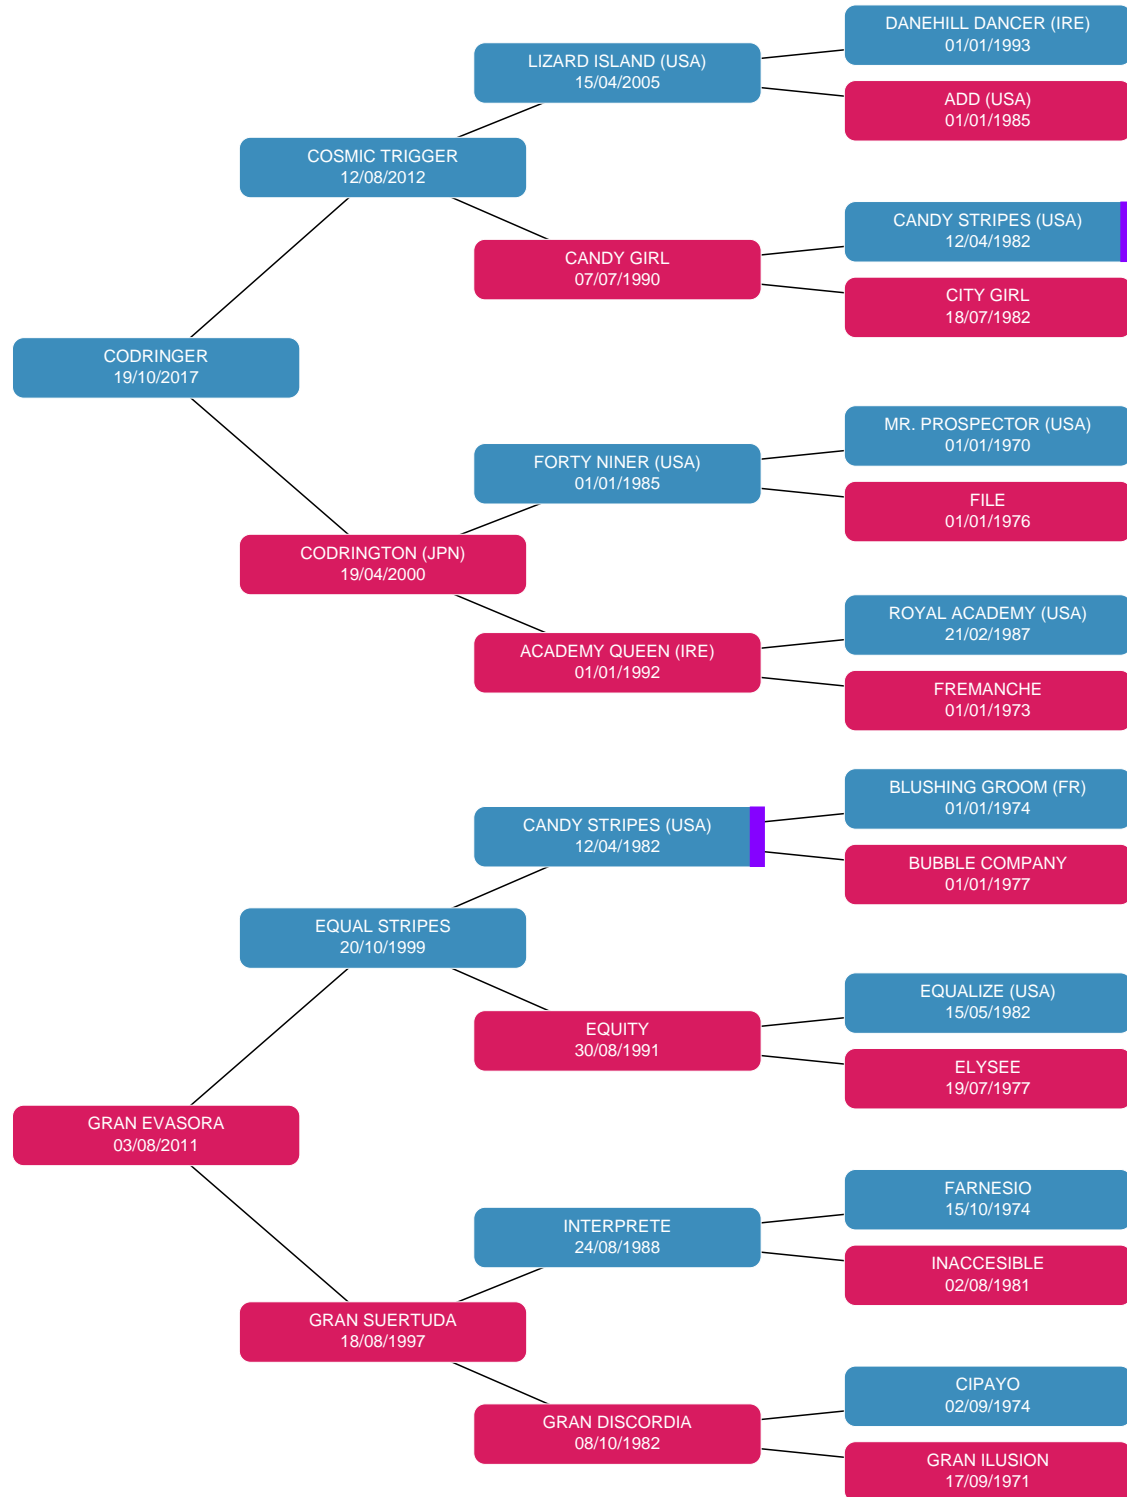 DANEHILL DANCER (IRE)
01/01/1993
LIZARD ISLAND (USA)
15/04/2005
ADD (USA)
01/01/1985
COSMIC TRIGGER
12/08/2012
CANDY STRIPES (USA)
12/04/1982
CANDY GIRL
07/07/1990
CITY GIRL
18/07/1982
CODRINGER
19/10/2017
MR. PROSPECTOR (USA)
01/01/1970
FORTY NINER (USA)
01/01/1985
FILE
01/01/1976
CODRINGTON (JPN)
19/04/2000
ROYAL ACADEMY (USA)
21/02/1987
ACADEMY QUEEN (IRE)
01/01/1992
FREMANCHE
01/01/1973
BLUSHING GROOM (FR)
01/01/1974
CANDY STRIPES (USA)
12/04/1982
BUBBLE COMPANY
01/01/1977
EQUAL STRIPES
20/10/1999
EQUALIZE (USA)
15/05/1982
EQUITY
30/08/1991
ELYSEE
19/07/1977
GRAN EVASORA
03/08/2011
FARNESIO
15/10/1974
INTERPRETE
24/08/1988
INACCESIBLE
02/08/1981
GRAN SUERTUDA
18/08/1997
CIPAYO
02/09/1974
GRAN DISCORDIA
08/10/1982
GRAN ILUSION
17/09/1971